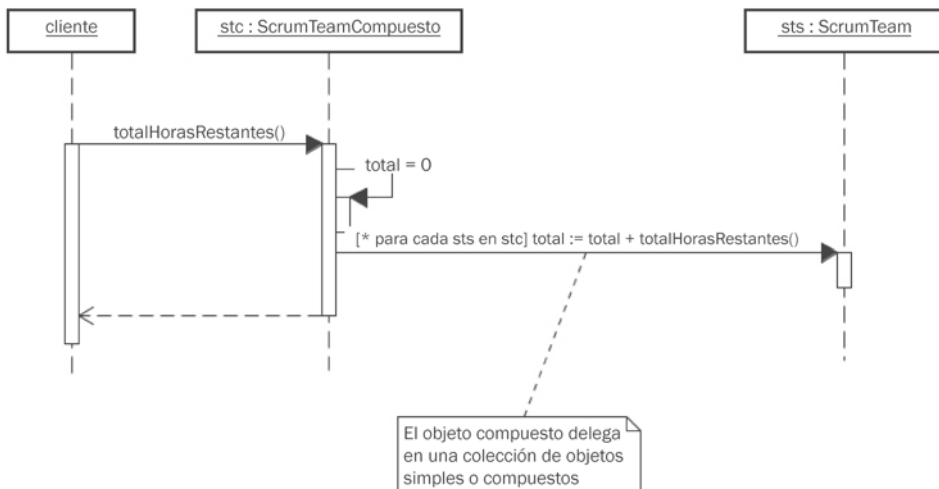 cliente
stc : ScrumTeamCompuesto
sts : ScrumTeam
totalHorasRestantes()
total = 0
[* para cada sts en stc] total := total + totalHorasRestantes()
El objeto compuesto delega
en una colección de objetos
simples o compuestos